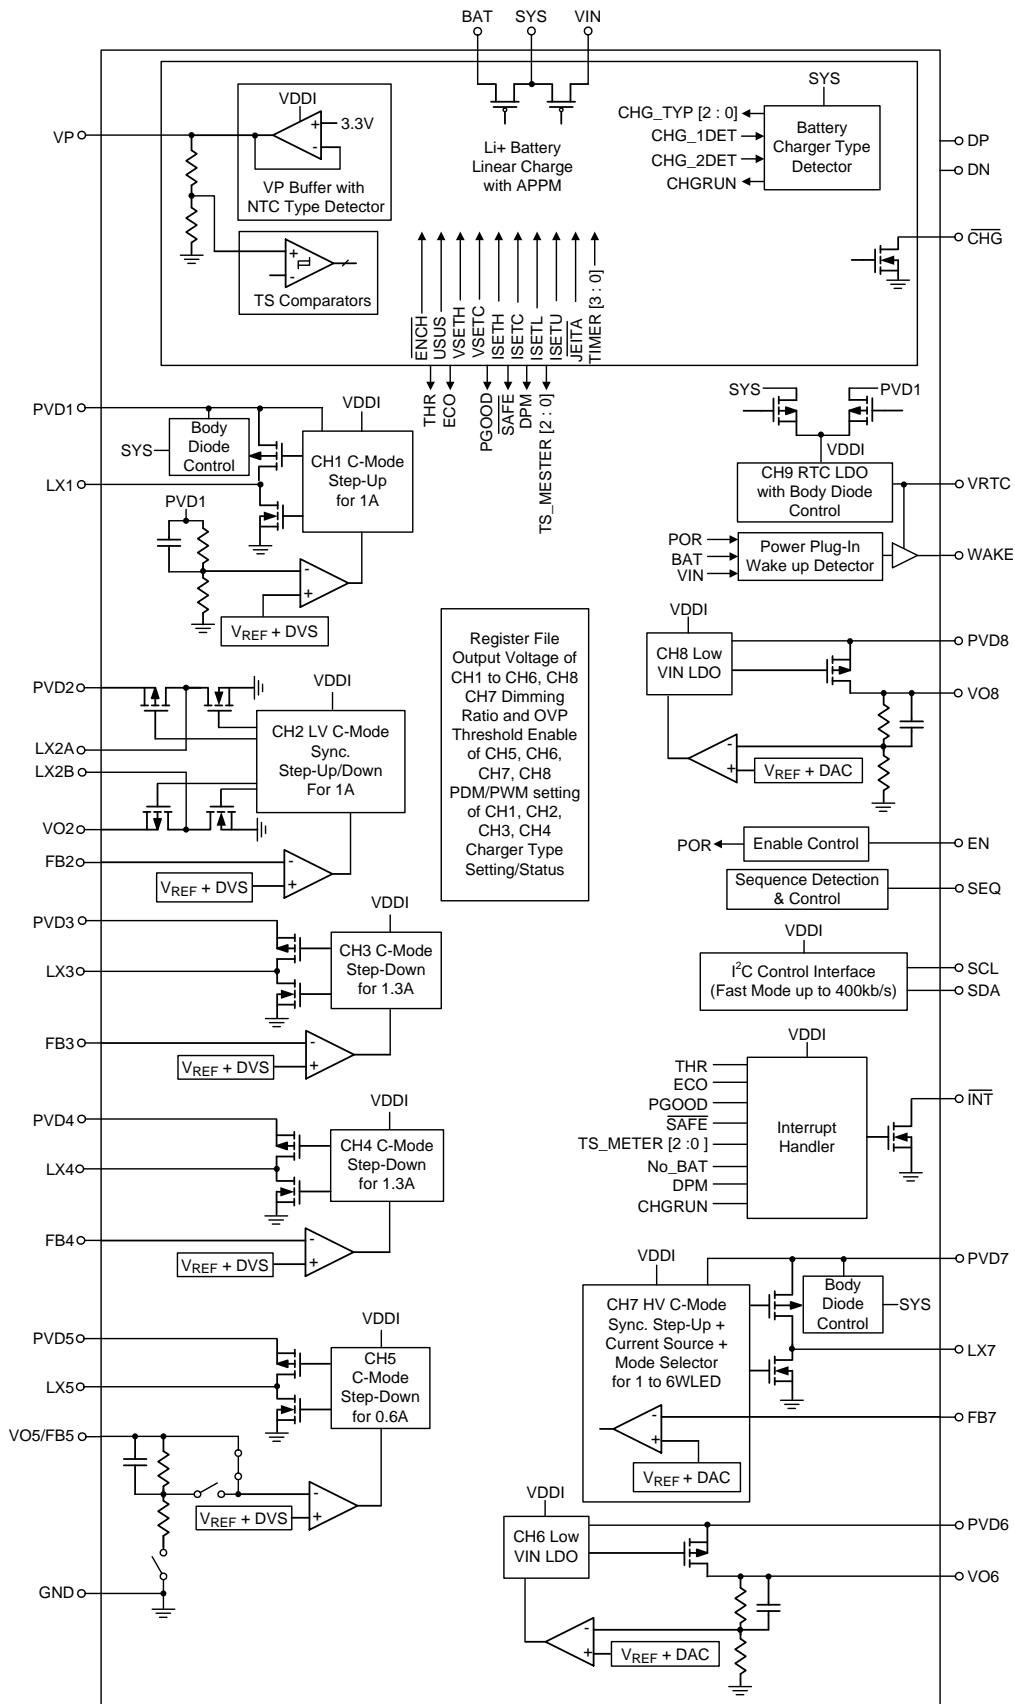 BAT SYS VIN
VDDI
3.3V
+
-
VP
VP Buffer with
NTC Type Detector
+
-
TS Comparators
Li+ Battery
Linear Charge
with APPM
SYS
CHG_TYP [2 : 0]
CHG_1DET
CHG_2DET
CHGRUN
Battery
Charger Type
Detector
DP
DN
CHG
ENCH
USUS
VSETH
VSETC
ISETH
ISETC
ISETL
ISETU
JEITA
TIMER [3 : 0]
THR
ECO
PGOOD
SAFE
DPM
TS_MESTER [2 : 0]
PVD1
VDDI
SYS
Body
Diode
Control
CH1 C-Mode
Step-Up
for 1A
LX1
PVD1
-
+
VREF + DVS
SYS
PVD1
VDDI
CH9 RTC LDO
with Body Diode
Control
VRTC
POR
BAT
VIN
Power Plug-In
Wake up Detector
WAKE
Register File
Output Voltage of
CH1 to CH6, CH8
CH7 Dimming
Ratio and OVP
Threshold Enable
of CH5, CH6,
CH7, CH8
PDM/PWM setting
of CH1, CH2,
CH3, CH4
Charger Type
Setting/Status
VDDI
CH8 Low
VIN LDO
PVD8
VO8
-
+
VREF + DAC
PVD2
VDDI
LX2A
LX2B
CH2 LV C-Mode
Sync.
Step-Up/Down
For 1A
VO2
FB2
-
+
VREF + DVS
POR
Enable Control
EN
Sequence Detection
& Control
SEQ
PVD3
VDDI
LX3
CH3 C-Mode
Step-Down
for 1.3A
FB3
-
+
VREF + DVS
VDDI
I2C Control Interface
(Fast Mode up to 400kb/s)
SCL
SDA
VDDI
THR
ECO
PGOOD
SAFE
TS_METER [2 :0 ]
No_BAT
DPM
CHGRUN
Interrupt
Handler
INT
PVD4
VDDI
LX4
CH4 C-Mode
Step-Down
for 1.3A
FB4
-
+
VREF + DVS
VDDI
PVD7
CH7 HV C-Mode
Sync. Step-Up +
Current Source +
Mode Selector
for 1 to 6WLED
Body
Diode
Control
SYS
LX7
FB7
-
+
VREF + DAC
PVD5
VDDI
LX5
CH5
C-Mode
Step-Down
for 0.6A
VO5/FB5
-
+
VREF + DVS
GND
VDDI
CH6 Low
VIN LDO
PVD6
VO6
-
+
VREF + DAC